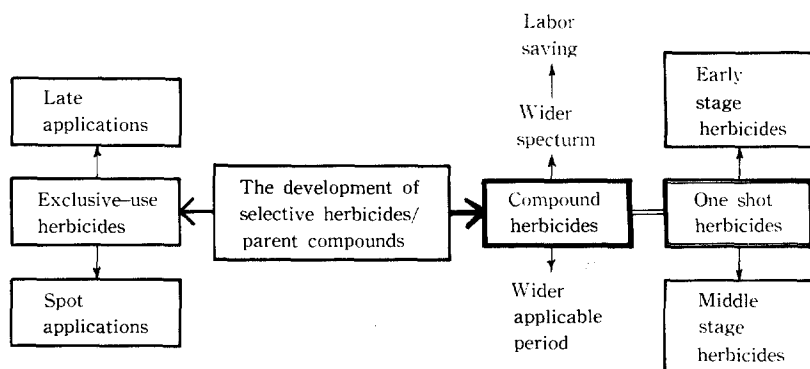 Late
applications
Exclusive-use
herbicides
Spot
applications
The development of
selective herbicides/
parent compounds
Labor
saving
Wider
specturm
Compound
herbicides
Wider
applicable
period
Early
stage
herbicides
One shot
herbicides
Middle
stage
herbicides